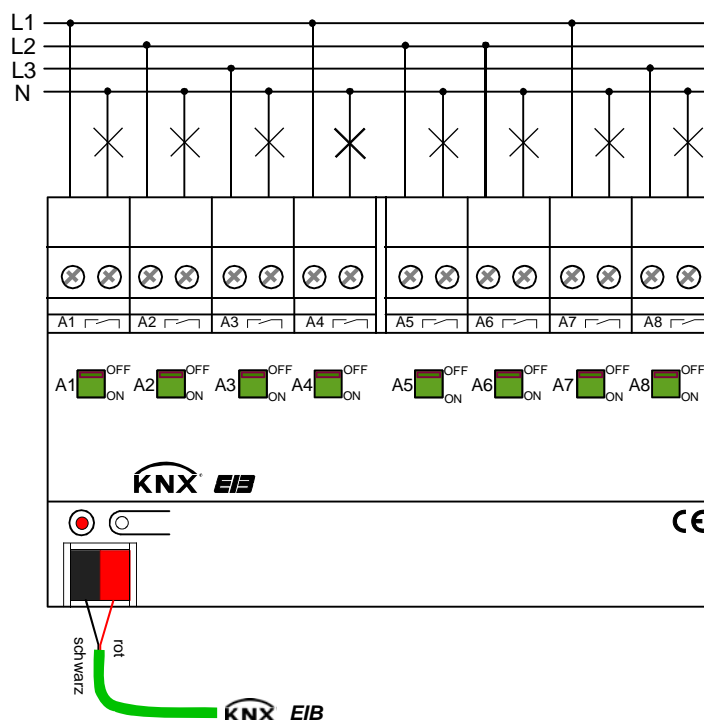 L1
L2
L3
N
A1 A2 A3 A4 A5 A6 A7 A8
A1 OFF ON A2 OFF ON A3 OFF ON A4 OFF ON A5 OFF ON A6 OFF ON A7 OFF ON A8 OFF ON
KNX EIB
CE
schwarz
rot
KNX EIB